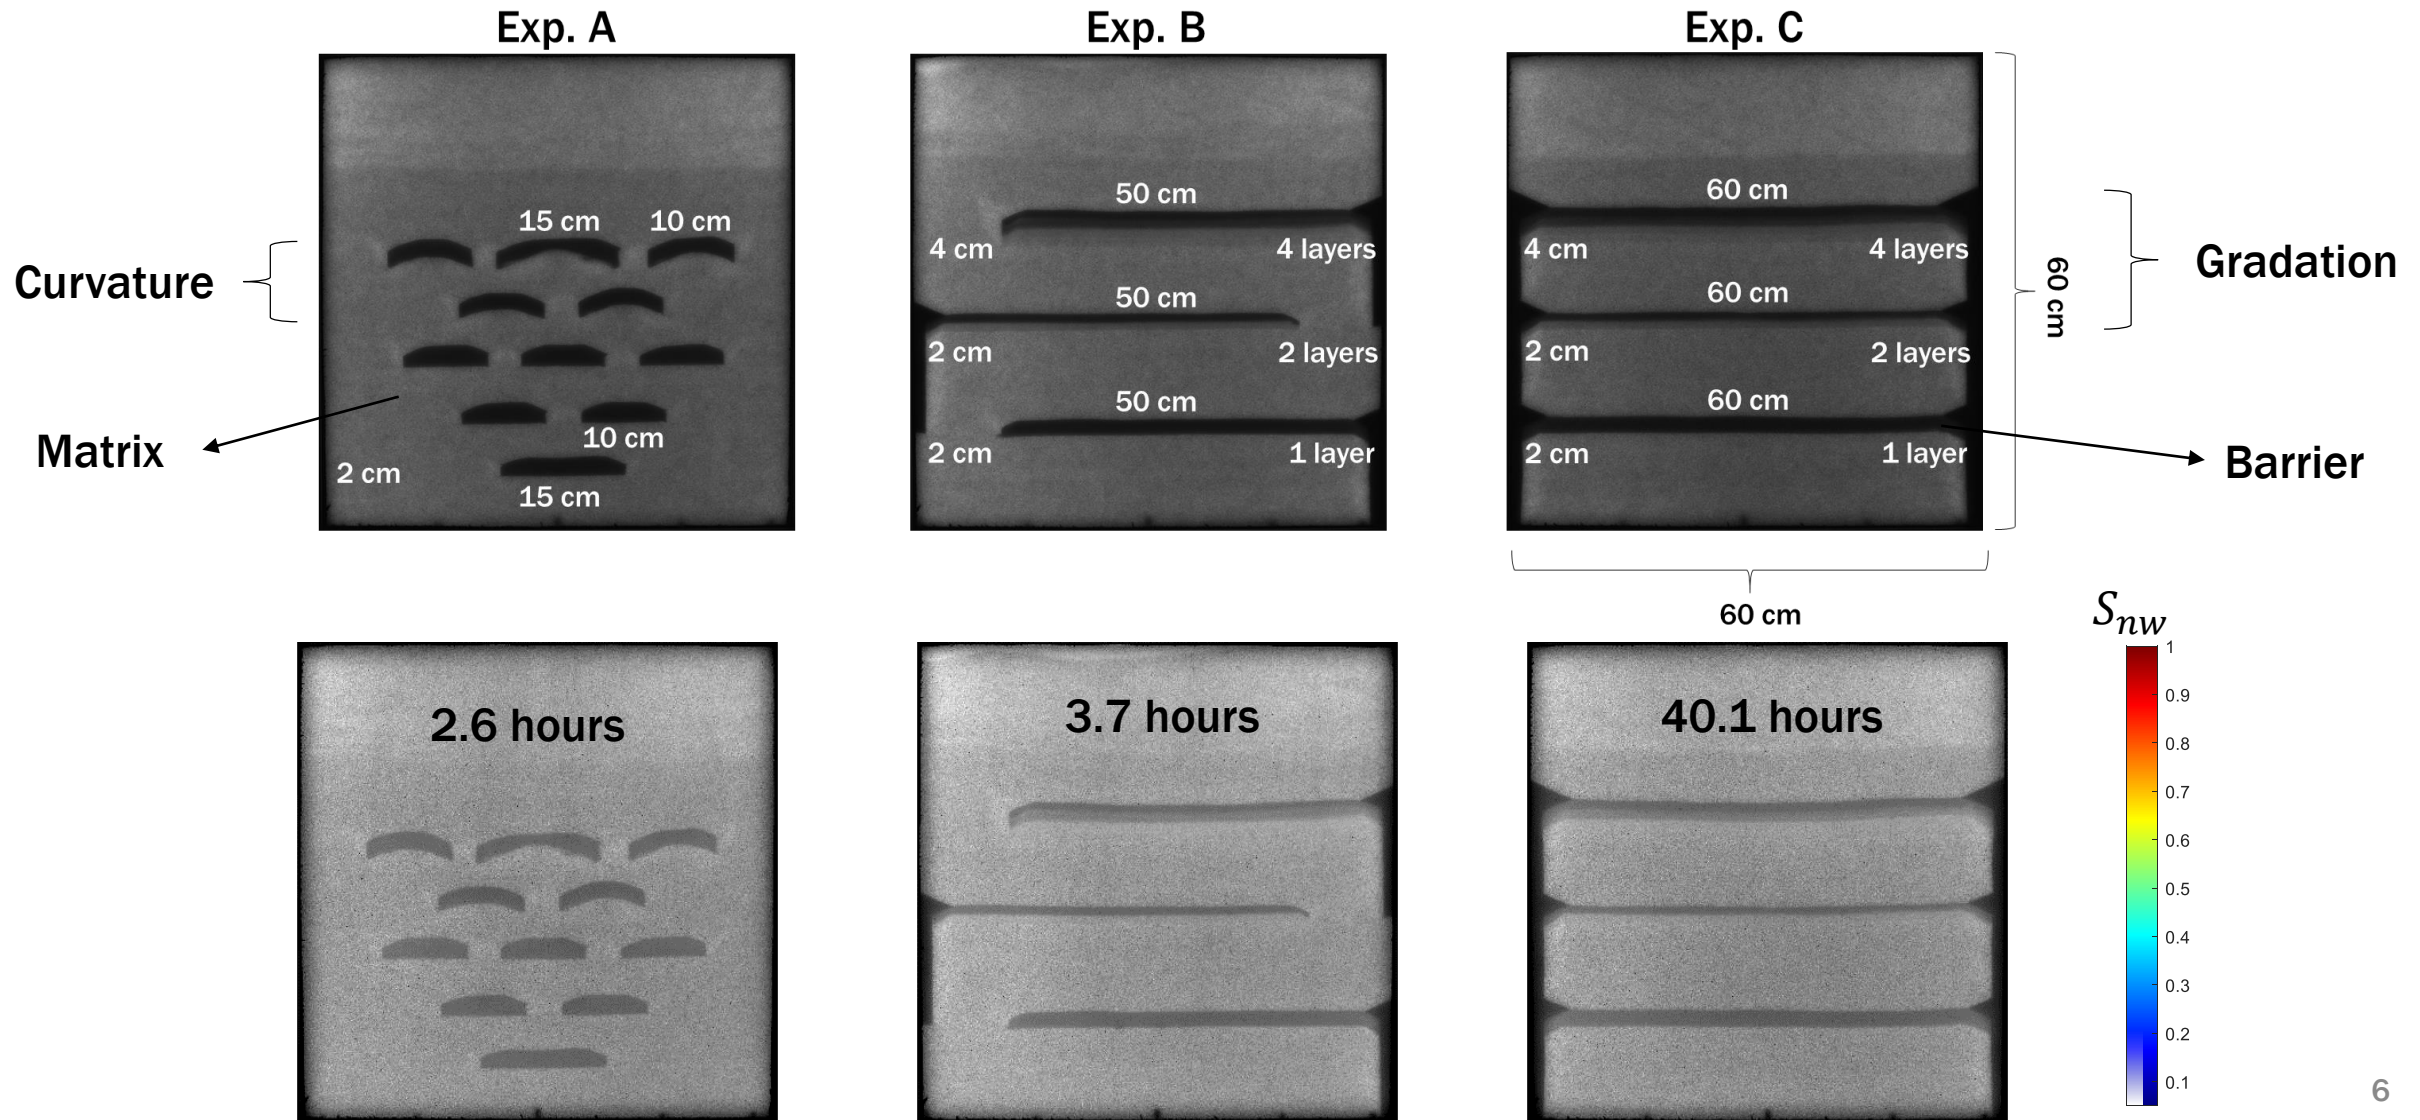 Exp. A
Exp. B
Exp. C
Curvature
Matrix
15 cm
10 cm
10 cm
2 cm
15 cm
50 cm
4 cm
4 layers
50 cm
2 cm
2 layers
50 cm
2 cm
1 layer
60 cm
4 cm
4 layers
60 cm
2 cm
2 layers
60 cm
2 cm
1 layer
60 cm
Gradation
Barrier
60 cm
2.6 hours
3.7 hours
40.1 hours
Snw
1
0.9
0.8
0.7
0.6
0.5
0.4
0.3
0.2
0.1
6